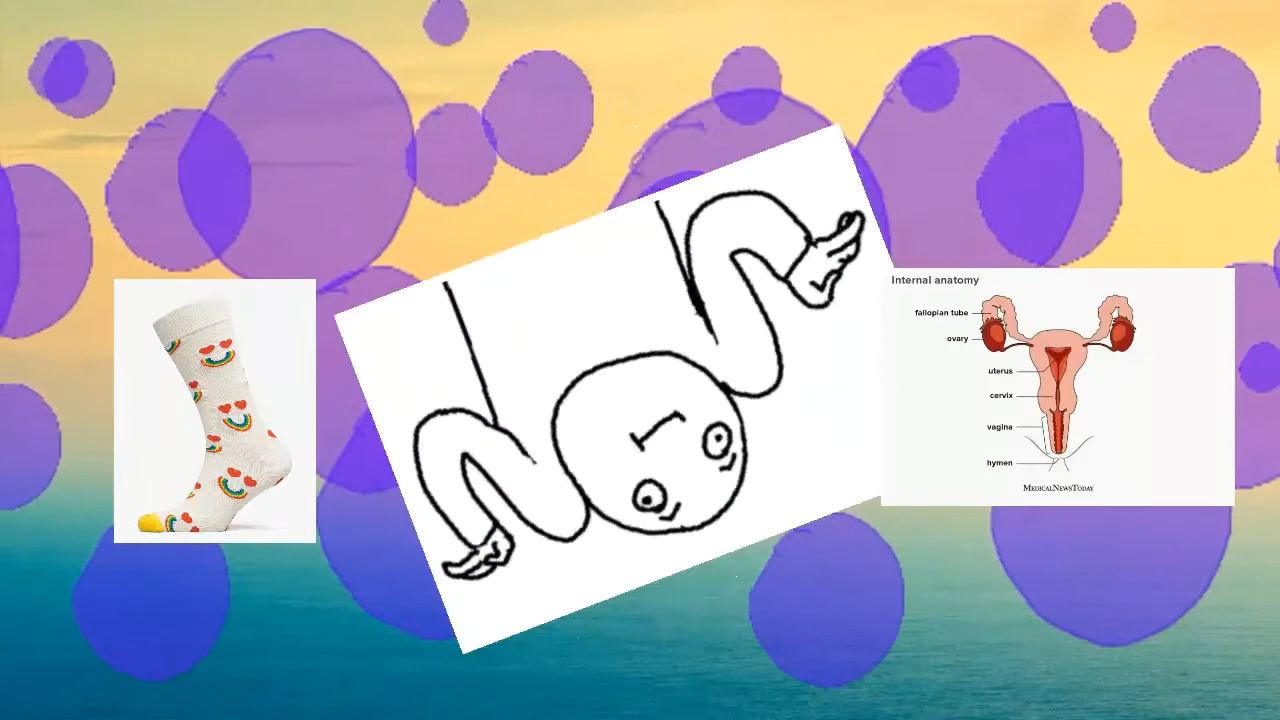 Internal anatomy
fallopian tube
ovary
uterus
cervix
vagina
hymen
MEDICALNEWSTODAY